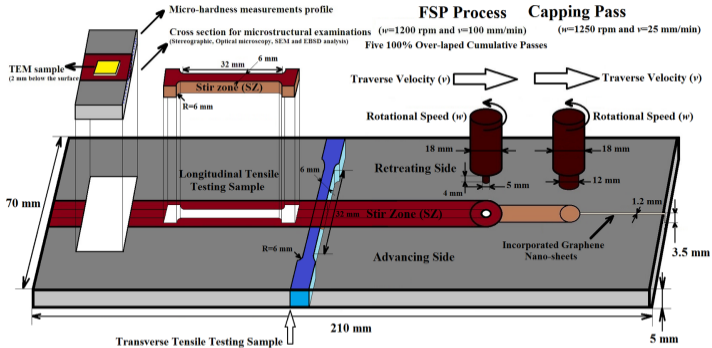 Micro-hardness measurements profile
Cross section for microstructural examinations
(Stereographic, Optical microscopy, SEM and EBSD analysis)
TEM sample
(2 mm below the surface
FSP Process
(w=1200 rpm and v=100 mm/min)
Capping Pass
(w=1250 rpm and v=25 mm/min)
Five 100% Over-laped Cumulative Passes
Traverse Velocity (v)
Traverse Velocity (v)
Rotational Speed (w)
Rotational Speed (w)
32 mm
6 mm
Stir zone (SZ)
R=6 mm
18 mm
18 mm
5 mm
4 mm
12 mm
Longitudinal Tensile
Testing Sample
6 mm
Retreating Side
70 mm
32 mm
Stir Zone (SZ)
1.2 mm
R=6 mm
Advancing Side
Incorporated Graphene
Nano-sheets
3.5 mm
210 mm
5 mm
Transverse Tensile Testing Sample